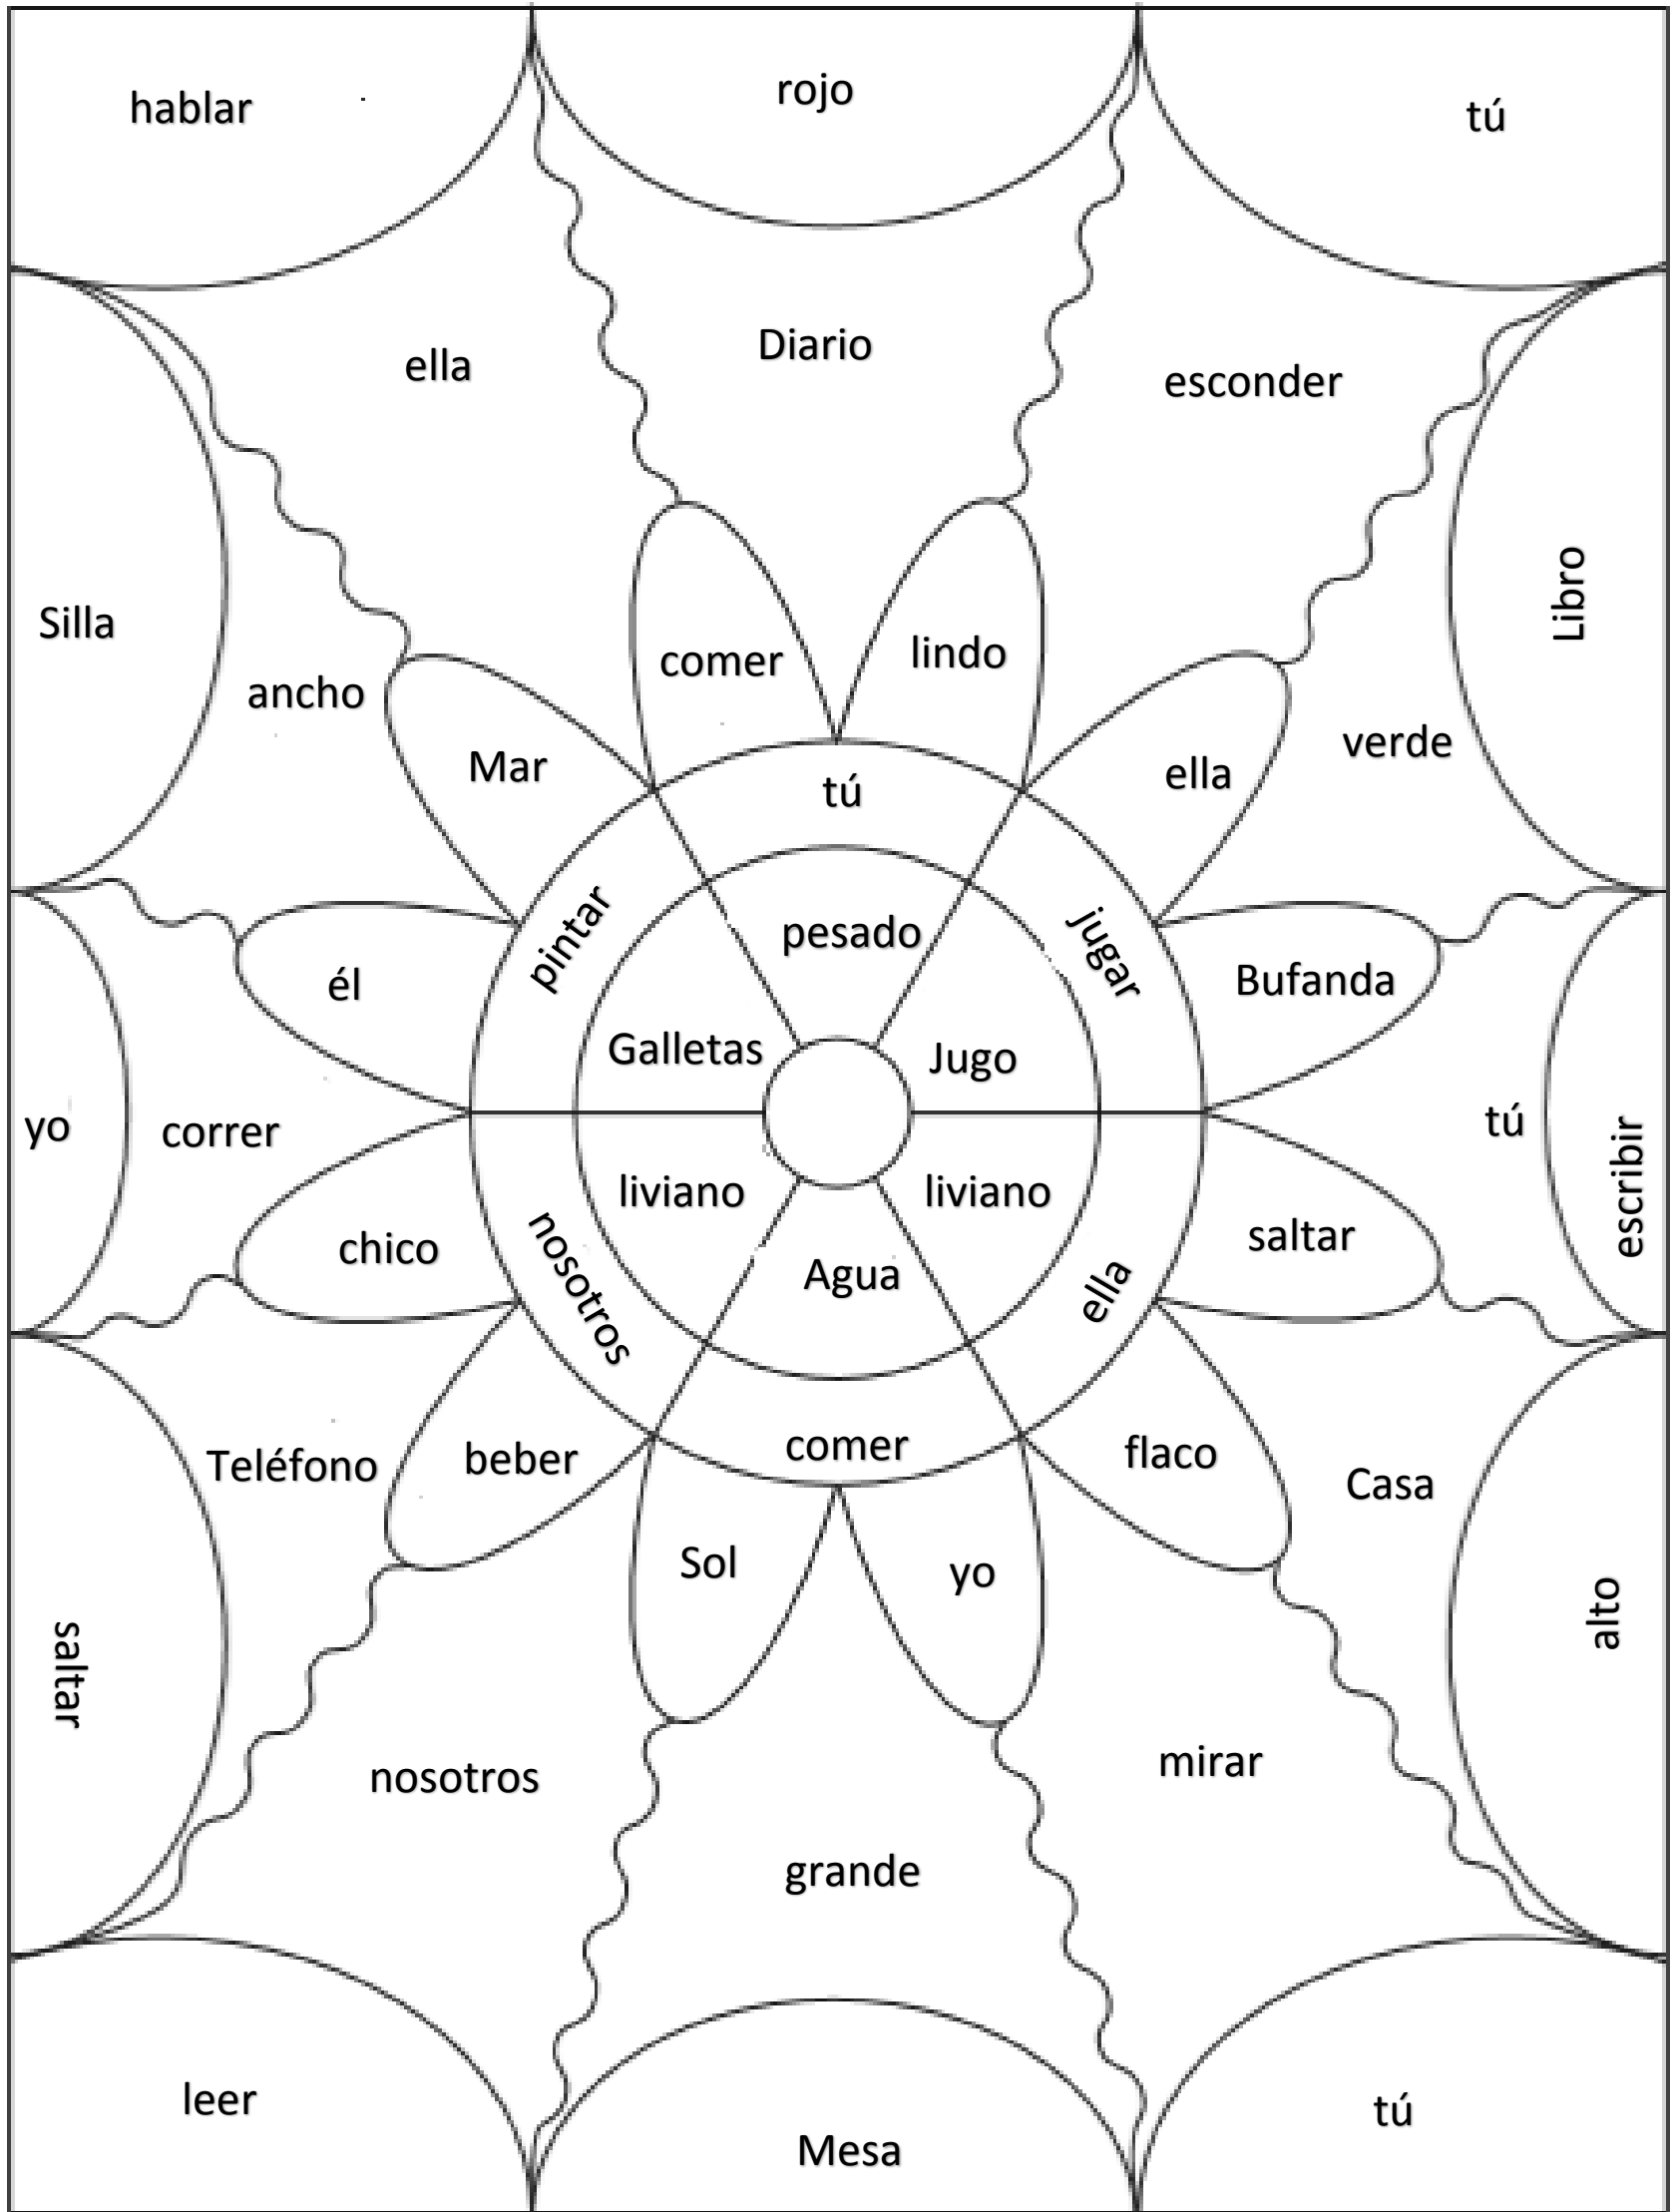 hablar
rojo
tú
ella
Diario
esconder
Silla
ancho
Mar
comer
lindo
ella
verde
Libro
tú
pintar
pesado
jugar
él
Galletas
Jugo
Bufanda
yo
correr
tú
escribir
chico
nosotros
liviano
liviano
Agua
ella
saltar
Teléfono
beber
comer
flaco
Casa
Sol
yo
saltar
alto
nosotros
mirar
grande
leer
Mesa
tú